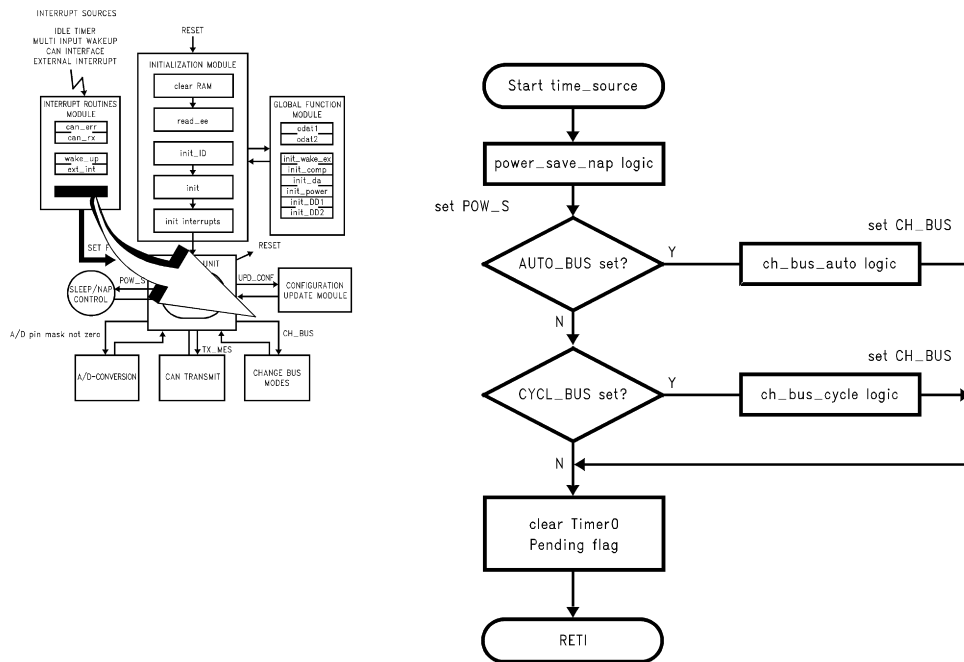 INTERRUPT SOURCES
IDLE TIMER
MULTI INPUT WAKEUP
CAN INTERFACE
EXTERNAL INTERRUPT
INTERRUPT ROUTINES
MODULE
can_err
can_rx
wake_up
ext_int
RESET
INITIALIZATION MODULE
clear RAM
read_ee
init_ID
init
init interrupts
GLOBAL FUNCTION
MODULE
odat1
odat2
init_wake_ex
init_comp
init_da
init_power
init_DD1
init_DD2
SET
UNIT
RESET
SLEEP/NAP
CONTROL
POW_S
UPD_CONF
CONFIGURATION
UPDATE MODULE
A/D pin mask not zero
TX_MES
CH_BUS
A/D-CONVERSION
CAN TRANSMIT
CHANGE BUS
MODES
Start time_source
power_save_nap logic
set POW_S
AUTO_BUS set?
Y
set CH_BUS
ch_bus_auto logic
N
CYCL_BUS set?
Y
set CH_BUS
ch_bus_cycle logic
N
clear Timer0
Pending flag
RETI